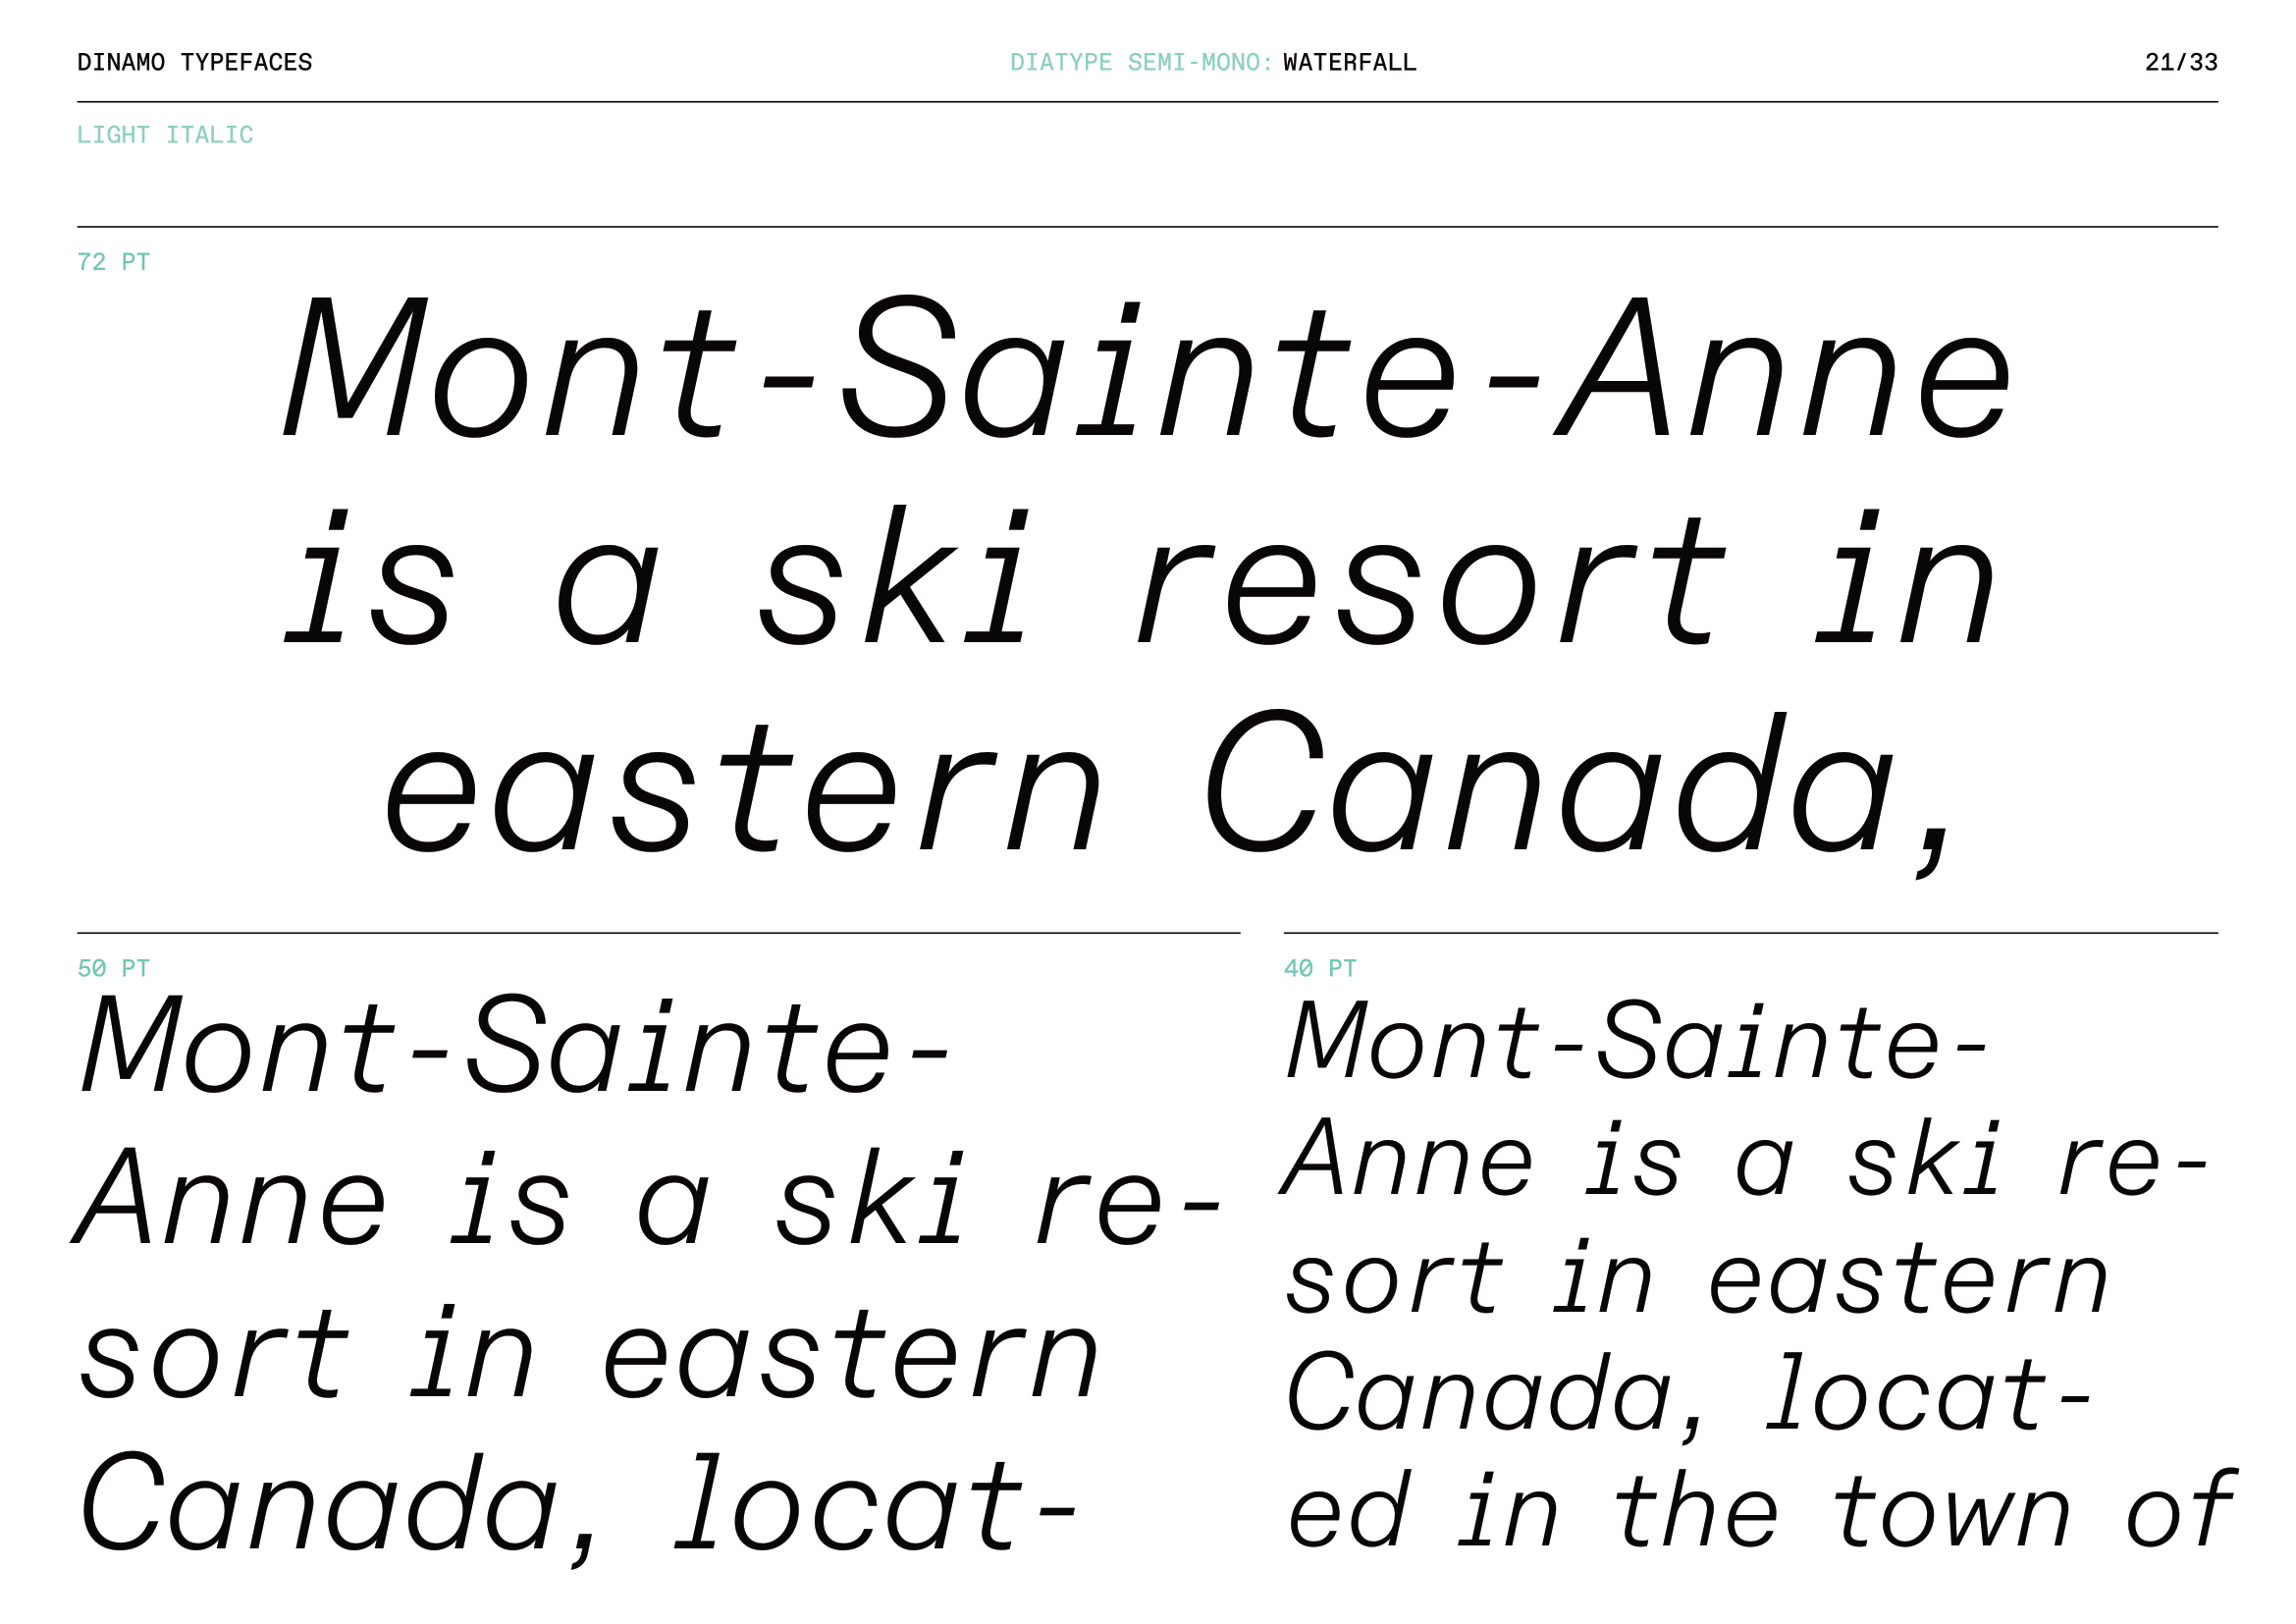 DINAMO TYPEFACES
DIATYPE SEMI-MONO: WATERFALL
21/33
LIGHT ITALIC
72 PT
Mont-Sainte-Anne
is a ski resort in
eastern Canada,
50 PT
Mont-Sainte-
Anne is a ski re-
sort in eastern
Canada, locat-
40 PT
Mont-Sainte-
Anne is a ski re-
sort in eastern
Canada, locat-
ed in the town of